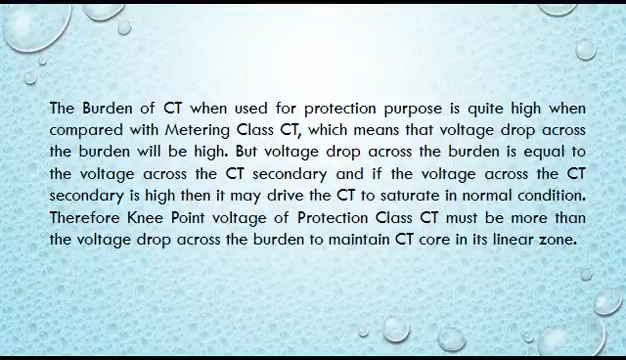 The Burden of CT when used for protection purpose is quite high when
compared with Metering Class CT, which means that voltage drop across
the burden will be high. But voltage drop across the burden is equal to
the voltage across the CT secondary and if the voltage across the CT
secondary is high then it may drive the CT to saturate in normal condition.
Therefore Knee Point voltage of Protection Class CT must be more than
the voltage drop across the burden to maintain CT core in its linear zone.